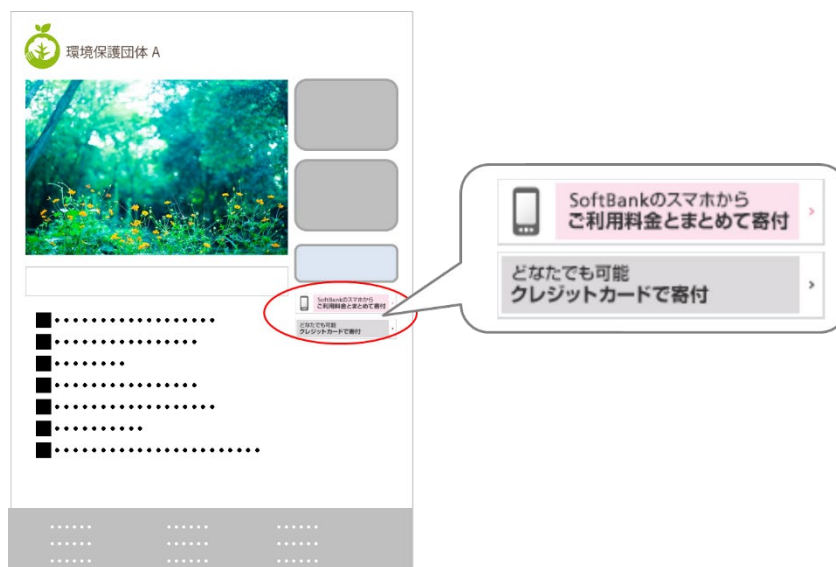 環境保護団体 A
SoftBankのスマホから
ご利用料金とまとめて寄付
どなたでも可能
クレジットカードで寄付
SoftBankのスマホから
ご利用料金とまとめて寄付
どなたでも可能
クレジットカードで寄付